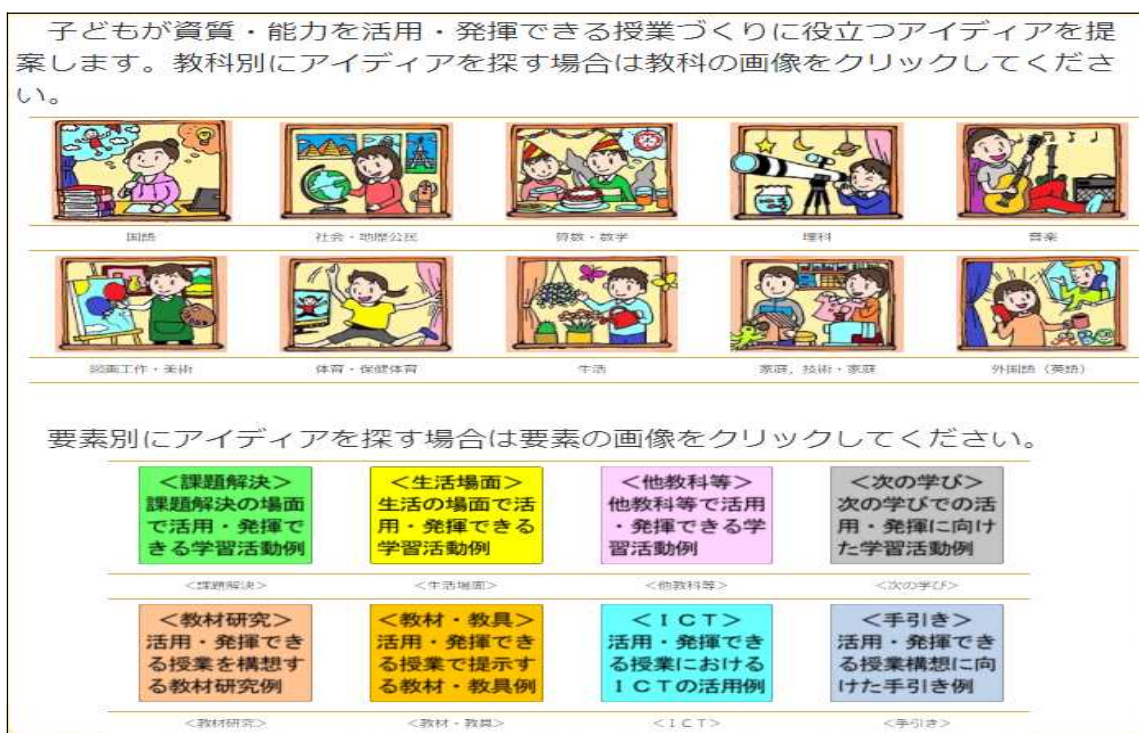 子どもが資質・能力を活用・発揮できる授業づくりに役立つアイディアを提
案します。教科別にアイディアを探す場合は教科の画像をクリックしてくださ
い。
国語 社会・地歴公民 算数・数学 理科 音楽
図画工作・美術 体育・保健体育 生活 家庭，技術・家庭 外国語（英語）
要素別にアイディアを探す場合は要素の画像をクリックしてください。
＜課題解決＞
課題解決の場面
で活用・発揮で
きる学習活動例
＜生活場面＞
生活の場面で活
用・発揮できる
学習活動例
＜他教科等＞
他教科等で活用
・発揮できる学
習活動例
＜次の学び＞
次の学びでの活
用・発揮に向け
た学習活動例
＜課題解決＞ ＜生活場面＞ ＜他教科等＞ ＜次の学び＞
＜教材研究＞
活用・発揮でき
る授業を構想す
る教材研究例
＜教材・教具＞
活用・発揮でき
る授業で提示す
る教材・教具例
＜ＩＣＴ＞
活用・発揮でき
る授業における
ＩＣＴの活用例
＜手引き＞
活用・発揮でき
る授業構想に向
けた手引き例
＜教材研究＞ ＜教材・教具＞ ＜ＩＣＴ＞ ＜手引き＞